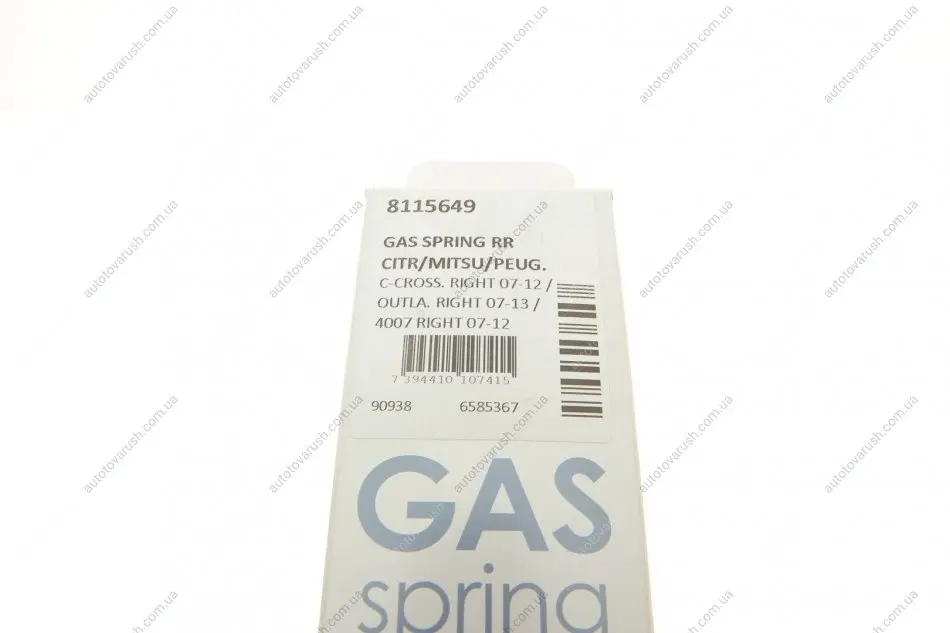 8115649
GAS SPRING RR
CITR/MITSU/PEUG.
C-CROSS. RIGHT 07-12 /
OUTLA. RIGHT 07-13 /
4007 RIGHT 07-12
7 394410 107415
90938 6585367
GAS
spring
autotovarush.com.ua